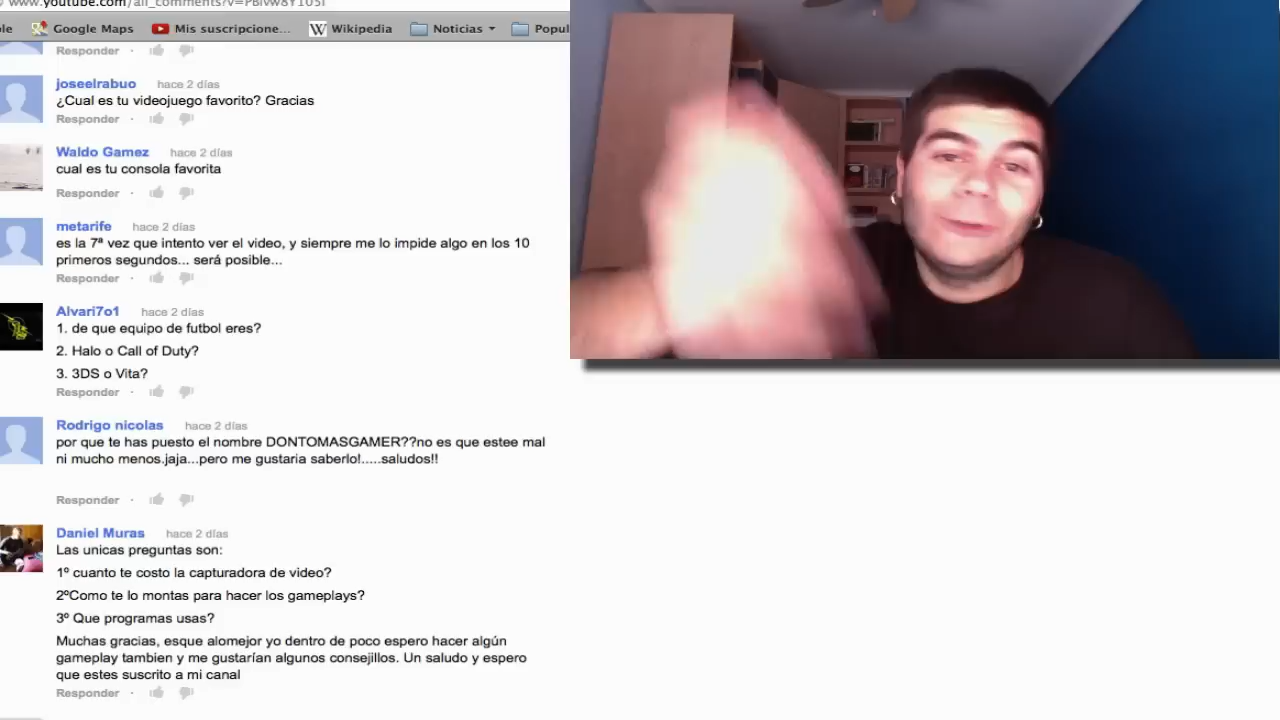 www.youtube.com/all_comments?v=PBivw8Y1U5I
Google Maps
Mis suscripcione...
Wikipedia
Noticias
Popul
Responder ·
joseelrabuo hace 2 días
¿Cual es tu videojuego favorito? Gracias
Responder ·
Waldo Gamez hace 2 días
cual es tu consola favorita
Responder ·
metarife hace 2 días
es la 7ª vez que intento ver el video, y siempre me lo impide algo en los 10
primeros segundos... será posible...
Responder ·
Alvari7o1 hace 2 días
1. de que equipo de futbol eres?
2. Halo o Call of Duty?
3. 3DS o Vita?
Responder ·
Rodrigo nicolas hace 2 días
por que te has puesto el nombre DONTOMASGAMER??no es que estee mal
ni mucho menos.jaja...pero me gustaria saberlo!.....saludos!!
Responder ·
Daniel Muras hace 2 días
Las unicas preguntas son:
1º cuanto te costo la capturadora de video?
2ºComo te lo montas para hacer los gameplays?
3º Que programas usas?
Muchas gracias, esque alomejor yo dentro de poco espero hacer algún
gameplay tambien y me gustarían algunos consejillos. Un saludo y espero
que estes suscrito a mi canal
Responder ·